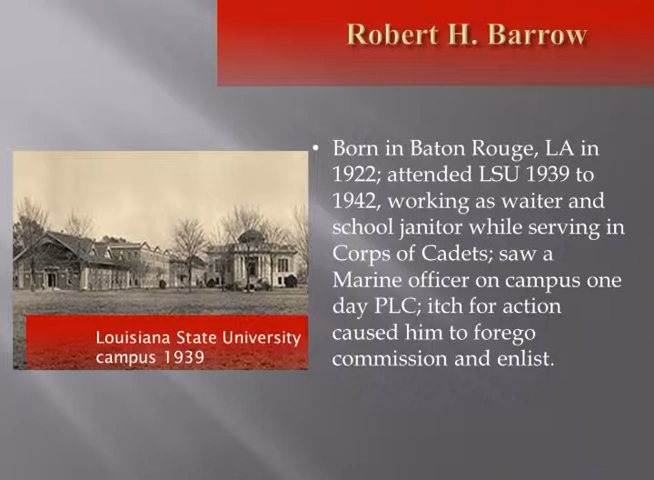 Robert H. Barrow
• Born in Baton Rouge, LA in
1922; attended LSU 1939 to
1942, working as waiter and
school janitor while serving in
Corps of Cadets; saw a
Marine officer on campus one
day PLC; itch for action
caused him to forego
commission and enlist.
Louisiana State University
campus 1939